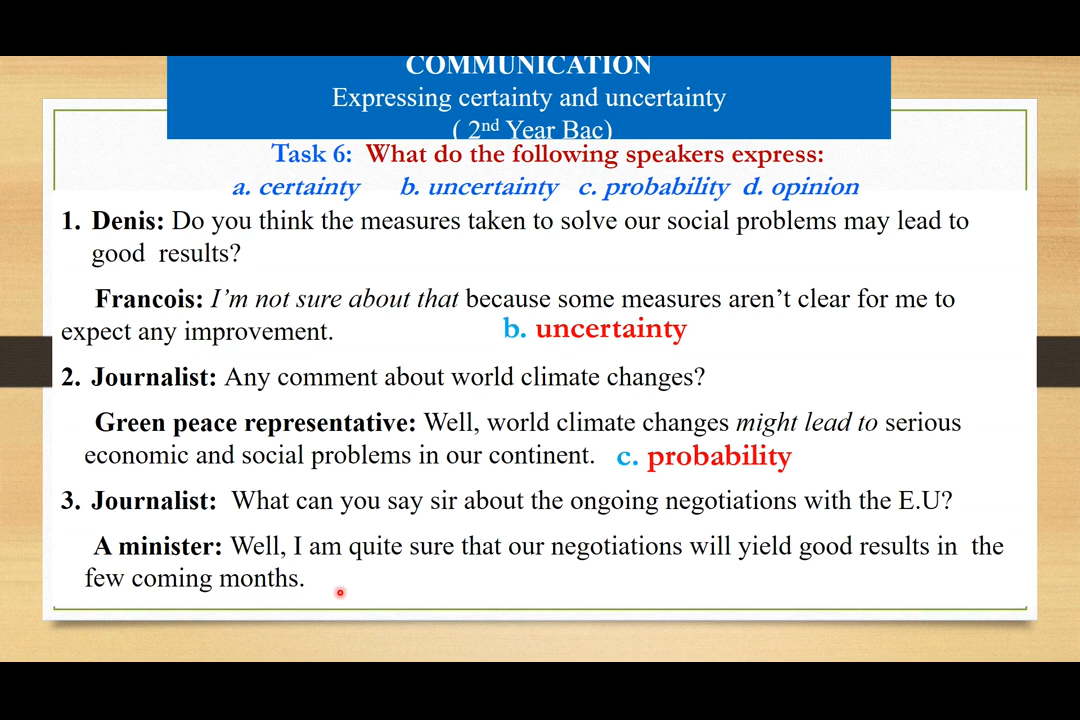 COMMUNICATION
Expressing certainty and uncertainty
( 2nd Year Bac)
Task 6: What do the following speakers express:
a. certainty b. uncertainty c. probability d. opinion
1. Denis: Do you think the measures taken to solve our social problems may lead to
good results?
Francois: I’m not sure about that because some measures aren’t clear for me to
expect any improvement. b. uncertainty
2. Journalist: Any comment about world climate changes?
Green peace representative: Well, world climate changes might lead to serious
economic and social problems in our continent. c. probability
3. Journalist: What can you say sir about the ongoing negotiations with the E.U?
A minister: Well, I am quite sure that our negotiations will yield good results in the
few coming months.